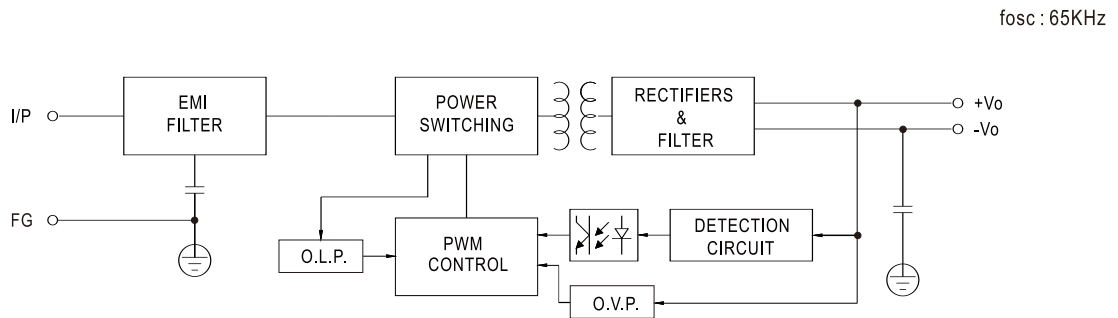 fosc : 65KHz
I/P
EMI
FILTER
POWER
SWITCHING
RECTIFIERS
&
FILTER
+Vo
-Vo
FG
O.L.P.
PWM
CONTROL
DETECTION
CIRCUIT
O.V.P.